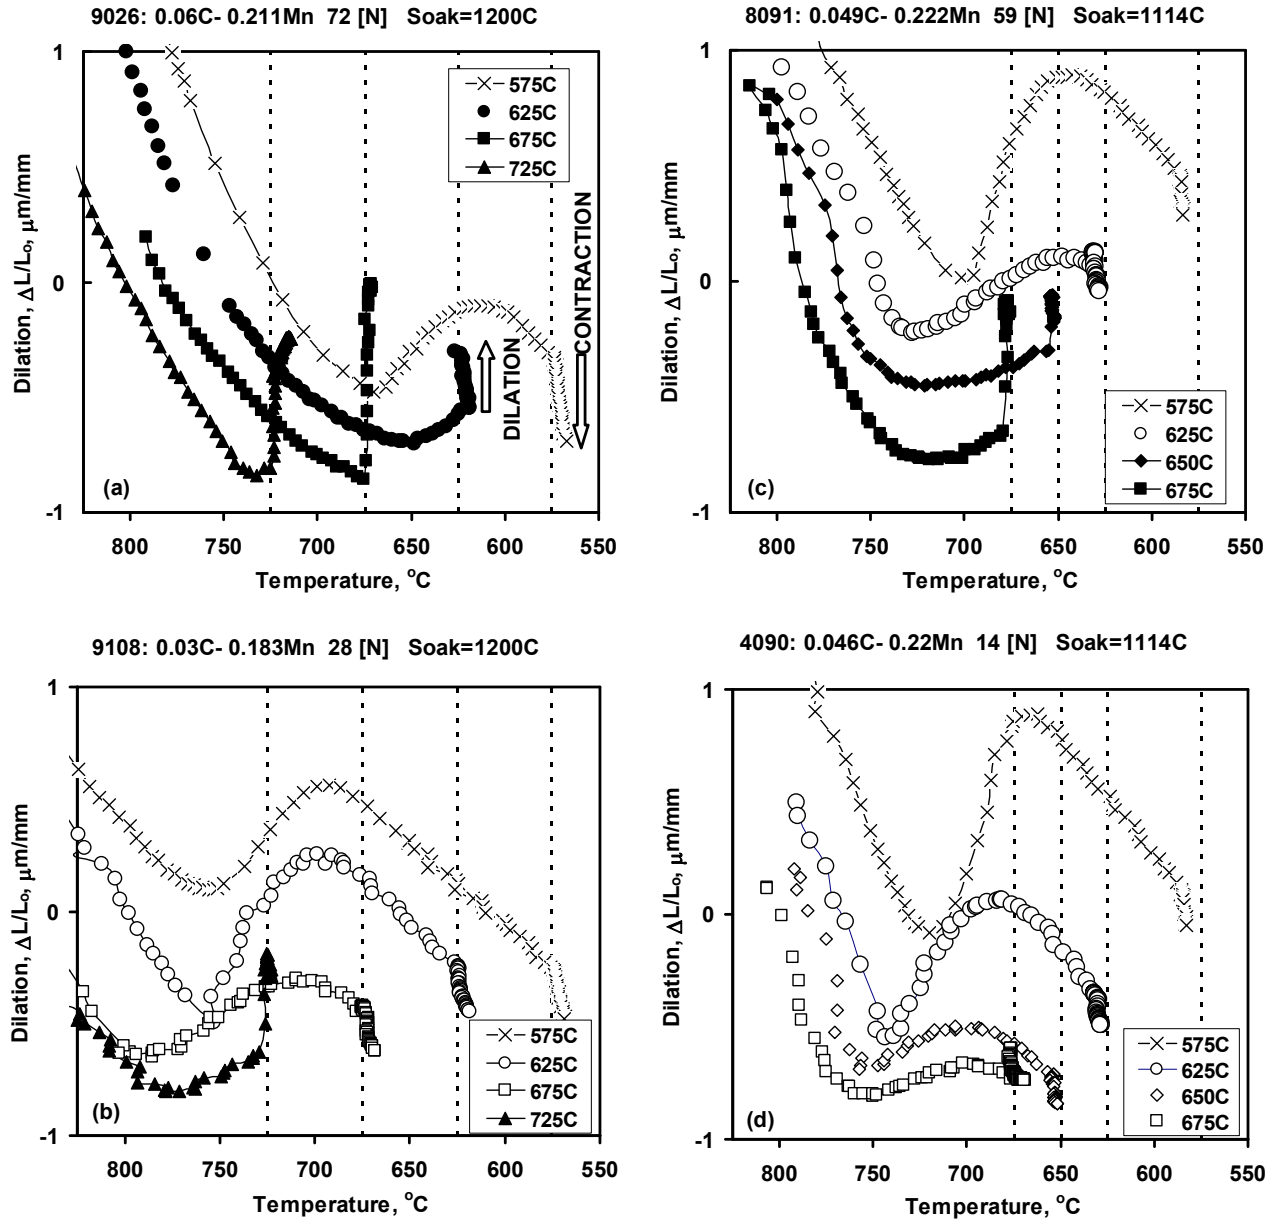 9026: 0.06C- 0.211Mn 72 [N] Soak=1200C
1
0
-1
Dilation, ΔL/Lo, μm/mm
575C
625C
675C
725C
DILATION
CONTRACTION
(a)
800 750 700 650 600 550
Temperature, °C
8091: 0.049C- 0.222Mn 59 [N] Soak=1114C
1
0
-1
Dilation, ΔL/Lo, μm/mm
575C
625C
650C
675C
(c)
800 750 700 650 600 550
Temperature, °C
9108: 0.03C- 0.183Mn 28 [N] Soak=1200C
1
0
-1
Dilation, ΔL/Lo, μm/mm
575C
625C
675C
725C
(b)
800 750 700 650 600 550
Temperature, °C
4090: 0.046C- 0.22Mn 14 [N] Soak=1114C
1
0
-1
Dilation, ΔL/Lo, μm/mm
575C
625C
650C
675C
(d)
800 750 700 650 600 550
Temperature, °C